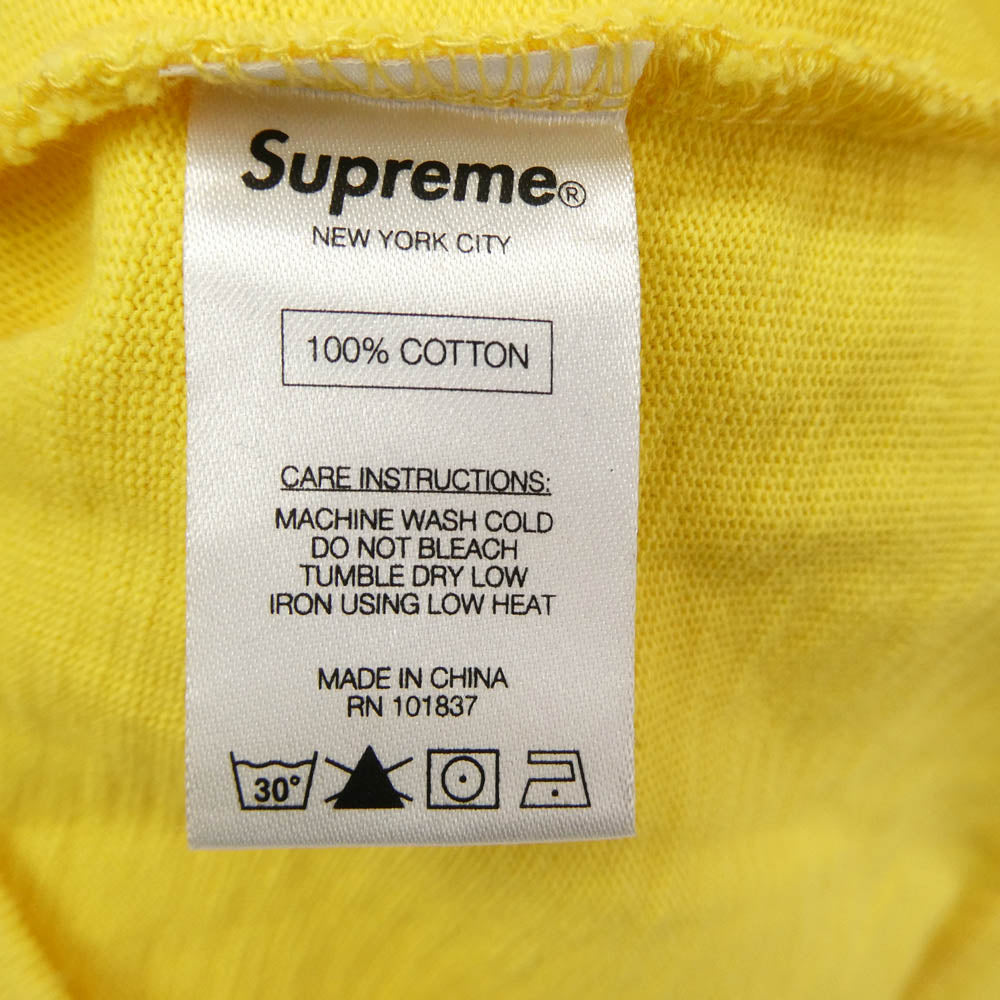 Supreme®
NEW YORK CITY
100% COTTON
CARE INSTRUCTIONS:
MACHINE WASH COLD
DO NOT BLEACH
TUMBLE DRY LOW
IRON USING LOW HEAT
MADE IN CHINA
RN 101837
30°